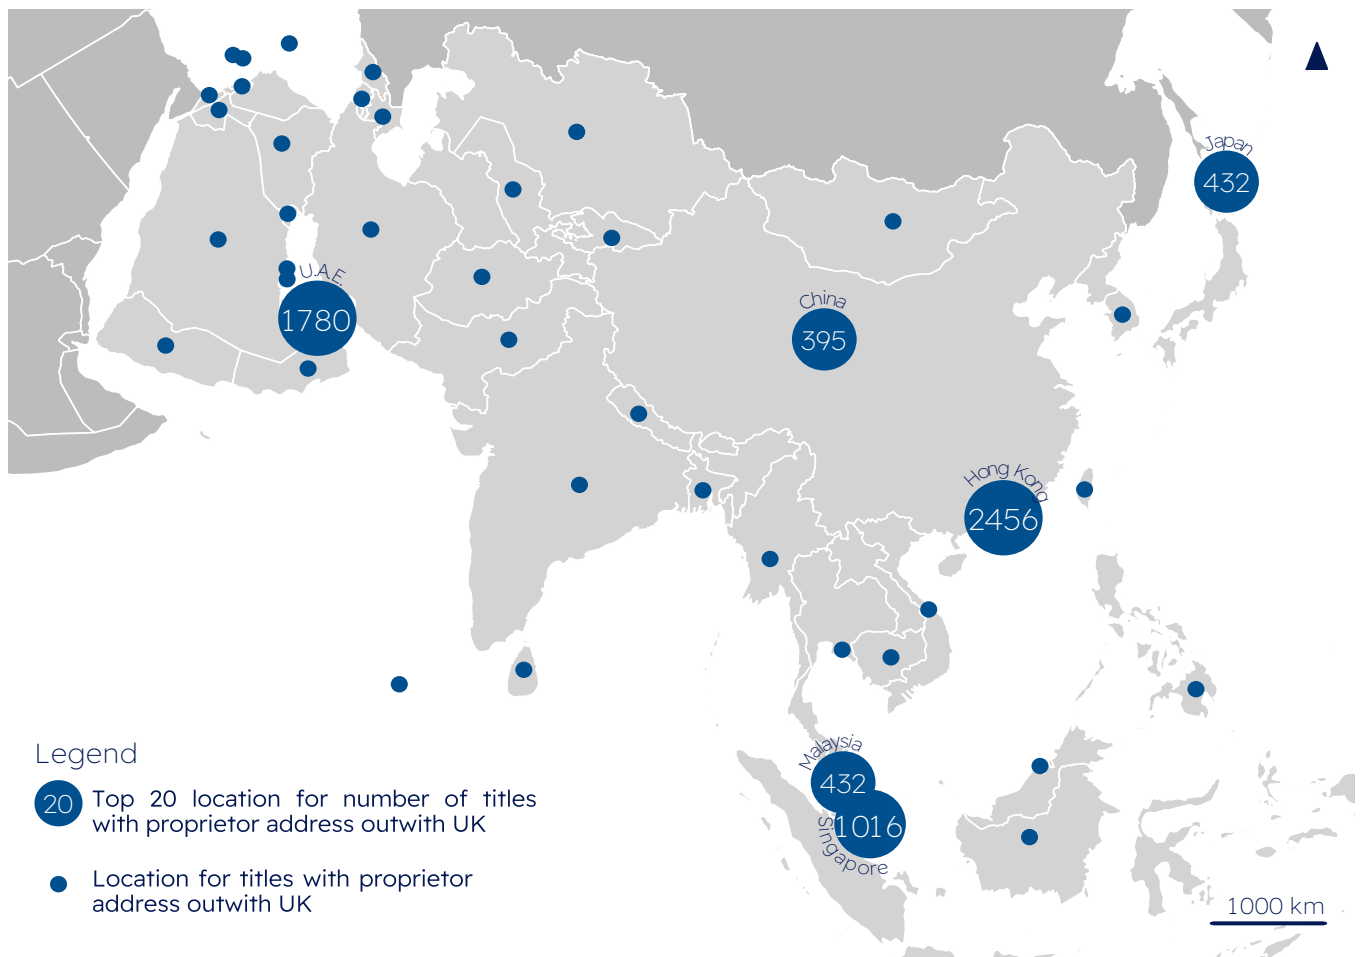 Japan
432
U.A.E.
1780
China
395
Hong Kong
2456
Malaysia
432
1016
Singapore
Legend
20 Top 20 location for number of titles
with proprietor address outwith UK
Location for titles with proprietor
address outwith UK
1000 km